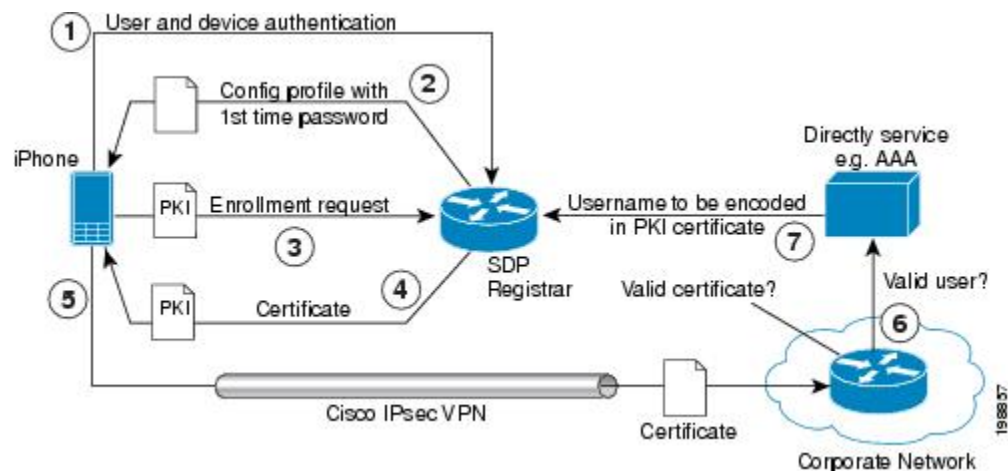 1
User and device authentication
2
Config profile with
1st time password
iPhone
Directly service
e.g. AAA
PKI
Enrollment request
3
Username to be encoded
in PKI certificate
7
SDP
Registrar
4
5
PKI
Certificate
Valid certificate?
Valid user?
6
Cisco IPsec VPN
Certificate
Corporate Network
198857